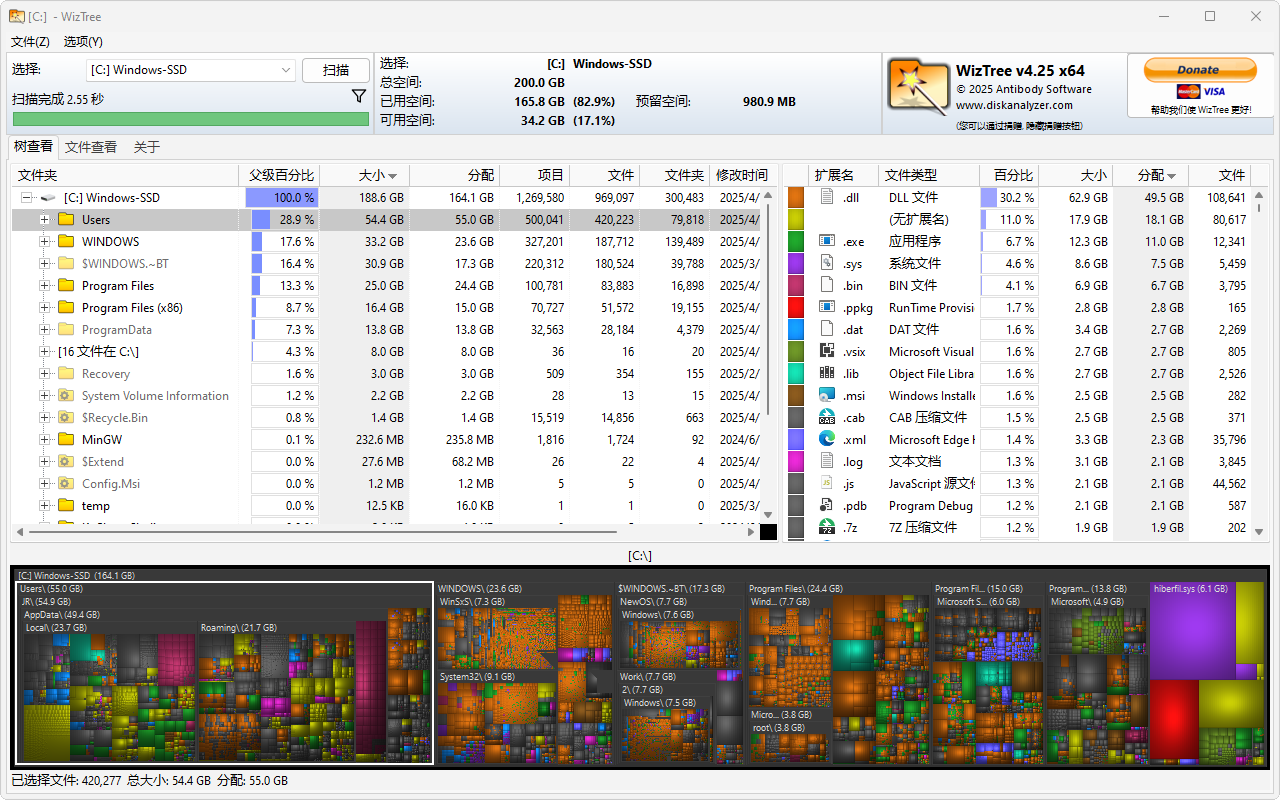 [C:]  - WizTree
文件(Z) 选项(Y)
选择: [C:] Windows-SSD 扫描
扫描完成 2.55 秒
选择: [C:] Windows-SSD
总空间: 200.0 GB
已用空间: 165.8 GB (82.9%) 预留空间: 980.9 MB
可用空间: 34.2 GB (17.1%)
WizTree v4.25 x64
© 2025 Antibody Software
www.diskanalyzer.com
(您可以通过捐赠, 隐藏捐赠按钮)
Donate
MasterCard VISA
帮助我们使 WizTree 更好!
树查看 文件查看 关于
文件夹 父级百分比 大小 分配 项目 文件 文件夹 修改时间
[C:] Windows-SSD 100.0 % 188.6 GB 164.1 GB 1,269,580 969,097 300,483 2025/4/
Users 28.9 % 54.4 GB 55.0 GB 500,041 420,223 79,818 2025/4/
WINDOWS 17.6 % 33.2 GB 23.6 GB 327,201 187,712 139,489 2025/4/
$WINDOWS.~BT 16.4 % 30.9 GB 17.3 GB 220,312 180,524 39,788 2025/3/
Program Files 13.3 % 25.0 GB 24.4 GB 100,781 83,883 16,898 2025/4/
Program Files (x86) 8.7 % 16.4 GB 15.0 GB 70,727 51,572 19,155 2025/4/
ProgramData 7.3 % 13.8 GB 13.8 GB 32,563 28,184 4,379 2025/4/
[16 文件在 C:\] 4.3 % 8.0 GB 8.0 GB 36 16 20 2025/4/
Recovery 1.6 % 3.0 GB 3.0 GB 509 354 155 2025/2/
System Volume Information 1.2 % 2.2 GB 2.2 GB 28 13 15 2025/4/
$Recycle.Bin 0.8 % 1.4 GB 1.4 GB 15,519 14,856 663 2025/4/
MinGW 0.1 % 232.6 MB 235.8 MB 1,816 1,724 92 2024/6/
$Extend 0.0 % 27.6 MB 68.2 MB 26 22 4 2025/4/
Config.Msi 0.0 % 1.2 MB 1.2 MB 5 5 0 2025/4/
temp 0.0 % 12.5 KB 16.0 KB 1 1 0 2025/3/
扩展名 文件类型 百分比 大小 分配 文件
.dll DLL 文件 30.2 % 62.9 GB 49.5 GB 108,641
(无扩展名) 11.0 % 17.9 GB 18.1 GB 80,617
.exe 应用程序 6.7 % 12.3 GB 11.0 GB 12,341
.sys 系统文件 4.6 % 8.6 GB 7.5 GB 5,459
.bin BIN 文件 4.1 % 6.9 GB 6.7 GB 3,795
.ppkg RunTime Provisi 1.7 % 2.8 GB 2.8 GB 165
.dat DAT 文件 1.6 % 3.4 GB 2.7 GB 2,269
.vsix Microsoft Visual 1.6 % 2.7 GB 2.7 GB 805
.lib Object File Libra 1.6 % 2.7 GB 2.7 GB 2,526
.msi Windows Installe 1.6 % 2.5 GB 2.5 GB 282
.cab CAB 压缩文件 1.5 % 2.5 GB 2.5 GB 371
.xml Microsoft Edge H 1.4 % 3.3 GB 2.3 GB 35,796
.log 文本文档 1.3 % 3.1 GB 2.1 GB 3,845
.js JavaScript 源文件 1.3 % 2.1 GB 2.1 GB 44,562
.pdb Program Debug 1.2 % 2.1 GB 2.1 GB 587
.7z 7Z 压缩文件 1.2 % 1.9 GB 1.9 GB 202
[C:\]
[C:] Windows-SSD (164.1 GB)
Users\ (55.0 GB)
JR\ (54.9 GB)
AppData\ (49.4 GB)
Local\ (23.7 GB)
Roaming\ (21.7 GB)
WINDOWS\ (23.6 GB)
WinSxS\ (7.3 GB)
System32\ (9.1 GB)
$WINDOWS.~BT\ (17.3 GB)
NewOS\ (7.7 GB)
Windows\ (7.6 GB)
Work\ (7.7 GB)
2\ (7.7 GB)
Windows\ (7.5 GB)
Program Files\ (24.4 GB)
Wind... (7.7 GB)
Micro... (3.8 GB)
root\ (3.8 GB)
Program Fil... (15.0 GB)
Microsoft S... (6.0 GB)
Program... (13.8 GB)
Microsoft\ (4.9 GB)
hiberfil.sys (6.1 GB)
已选择文件: 420,277 总大小: 54.4 GB 分配: 55.0 GB